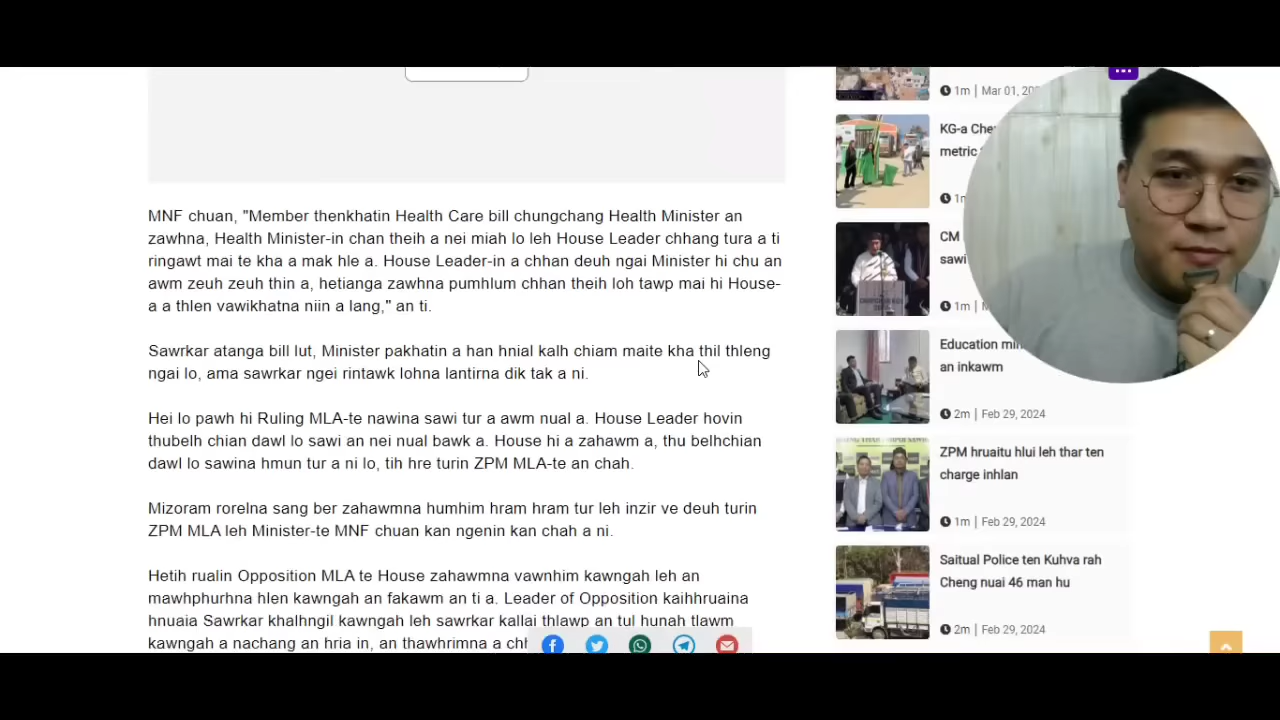 MNF chuan, "Member thenkhatin Health Care bill chungchang Health Minister an
zawhna, Health Minister-in chan theih a nei miah lo leh House Leader chhang tura a ti
ringawt mai te kha a mak hle a. House Leader-in a chhan deuh ngai Minister hi chu an
awm zeuh zeuh thin a, hetianga zawhna pumhlum chhan theih loh tawp mai hi House-
a a thlen vawikhatna niin a lang," an ti.
Sawrkar atanga bill lut, Minister pakhatin a han hnial kalh chiam maite kha thil thleng
ngai lo, ama sawrkar ngei rintawk lohna lantirna dik tak a ni.
Hei lo pawh hi Ruling MLA-te nawina sawi tur a awm nual a. House Leader hovin
thubelh chian dawl lo sawi an nei nual bawk a. House hi a zahawm a, thu belhchian
dawl lo sawina hmun tur a ni lo, tih hre turin ZPM MLA-te an chah.
Mizoram rorelna sang ber zahawmna humhim hram hram tur leh inzir ve deuh turin
ZPM MLA leh Minister-te MNF chuan kan ngenin kan chah a ni.
Hetih rualin Opposition MLA te House zahawmna vawnhim kawngah leh an
mawhphurhna hlen kawngah an fakawm an ti a. Leader of Opposition kaihhruaina
hnuaia Sawrkar khalhngil kawngah leh sawrkar kallai thlawp an tul hunah tlawm
kawngah a nachang an hria in, an thawhrimna a chh
1m | Mar 01,
KG-a
metric
CM
sawi
1m |
Education
an inkawm
2m | Feb 29, 2024
ZPM hruaitu hlui leh thar ten
charge inhlan
1m | Feb 29, 2024
Saitual Police ten Kuhva rah
Cheng nuai 46 man hu
2m | Feb 29, 2024